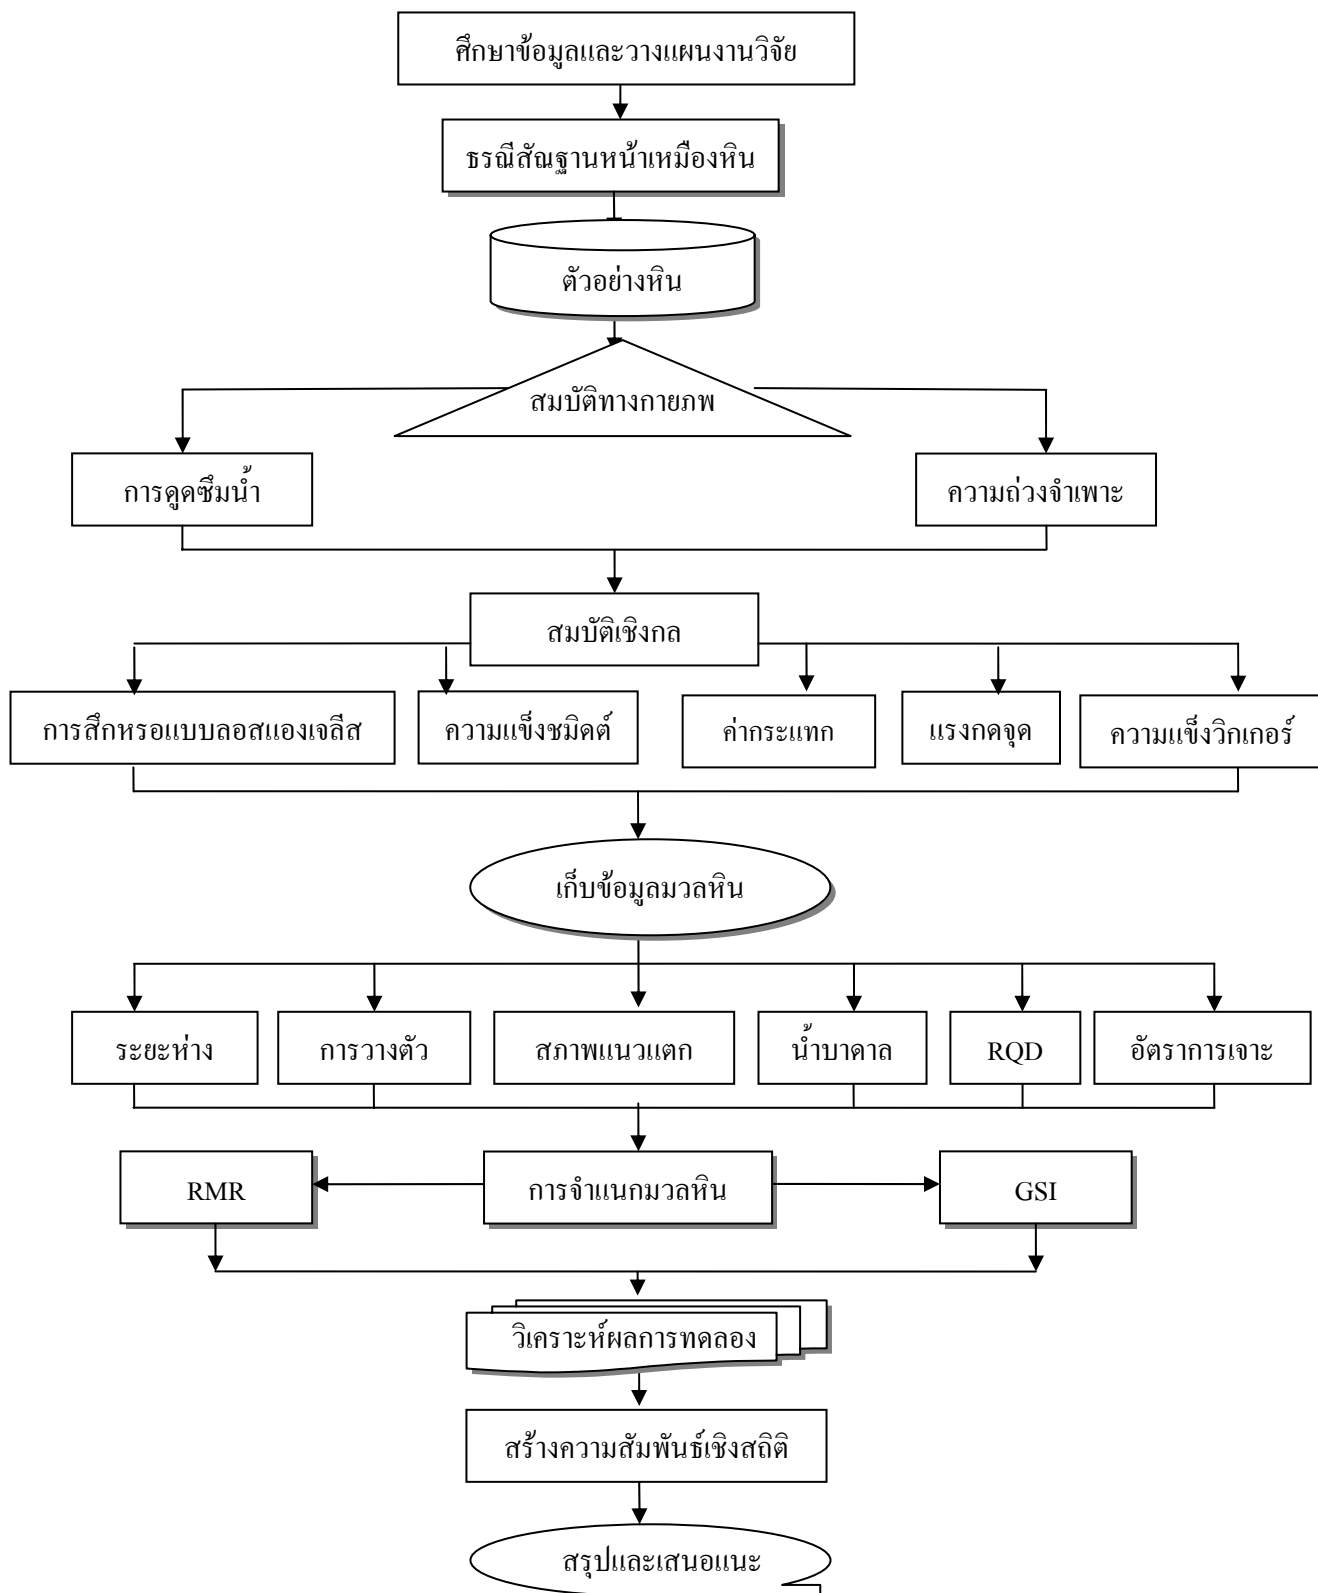 ศึกษาข้อมูลและวางแผนงานวิจัย
ธรณีสัณฐานหน้าเหมืองหิน
ตัวอย่างหิน
สมบัติทางกายภพ
การดูดซึมน้ำ
ความถ่วงจำเพาะ
สมบัติเชิงกล
การสึกหรอแบบลอสแองเจลีส
ความแข็งชมิดต์
ค่ากระแทก
แรงกดจุด
ความแข็งวิกเกอร์
เก็บข้อมูลมวลหิน
ระยะห่าง
การวางตัว
สภาพแนวแตก
น้ำบาดาล
RQD
อัตราการเจาะ
RMR
การจำแนกมวลหิน
GSI
วิเคราะห์ผลการทดลอง
สร้างความสัมพันธ์เชิงสถิติ
สรุปและเสนอแนะ